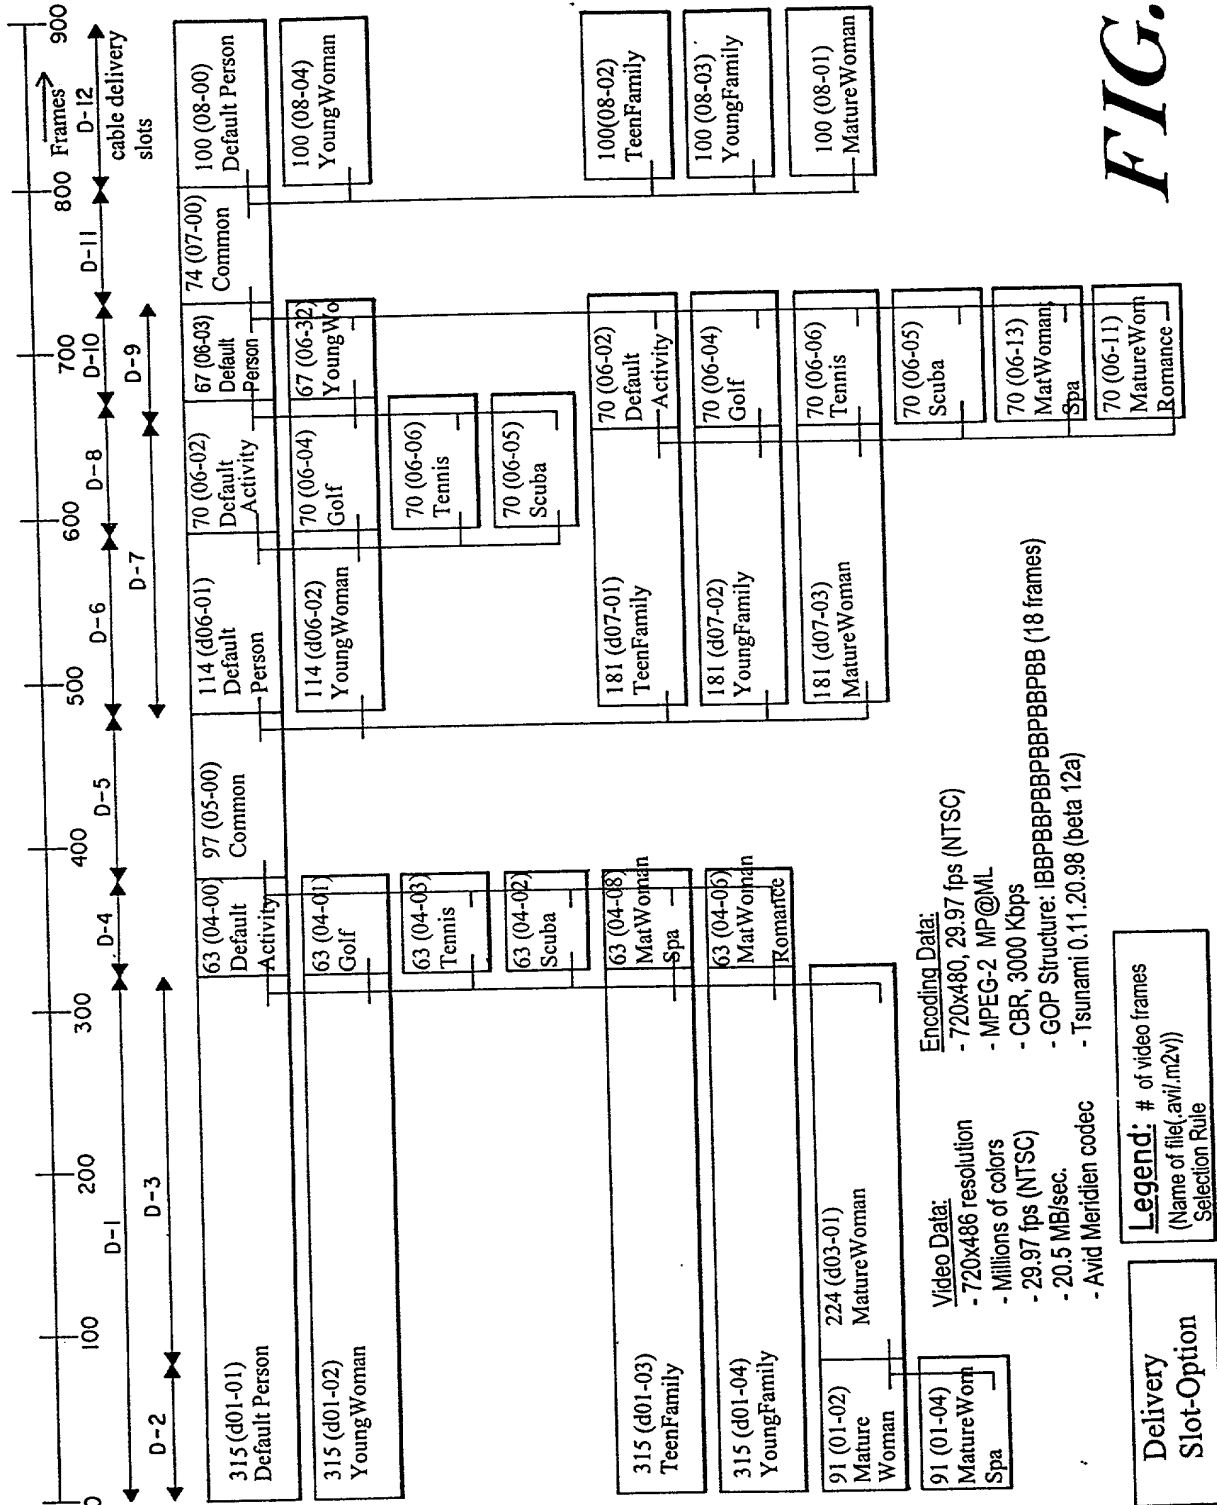 0
100
200
300
400
500
600
700
800
900
Frames
D-1
D-2
D-3
D-4
D-5
D-6
D-7
D-8
D-9
D-10
D-11
D-12
cable delivery
slots
315 (d01-01)
Default Person
63 (04-00)
Default
Activity
97 (05-00)
Common
114 (d06-01)
Default
Person
70 (06-02)
Default
Activity
67 (06-03)
Default
Person
74 (07-00)
Common
100 (08-00)
Default Person
315 (d01-02)
YoungWoman
63 (04-01)
Golf
114 (d06-02)
YoungWoman
70 (06-04)
Golf
67 (06-32)
YoungWo
100 (08-04)
YoungWoman
63 (04-03)
Tennis
70 (06-06)
Tennis
63 (04-02)
Scuba
70 (06-05)
Scuba
315 (d01-03)
TeenFamily
63 (04-08)
MatWoman
Spa
181 (d07-01)
TeenFamily
70 (06-02)
Default
Activity
100(08-02)
TeenFamily
315 (d01-04)
YoungFamily
63 (04-06)
MatWoman
Romance
181 (d07-02)
YoungFamily
70 (06-04)
Golf
100 (08-03)
YoungFamily
91 (01-02)
Mature
Woman
224 (d03-01)
MatureWoman
181 (d07-03)
MatureWoman
70 (06-06)
Tennis
100 (08-01)
MatureWoman
91 (01-04)
MatureWom
Spa
70 (06-05)
Scuba
70 (06-13)
MatWoman,
Spa
70 (06-11)
MatureWom
Romance
Video Data:
- 720x486 resolution
- Millions of colors
- 29.97 fps (NTSC)
- 20.5 MB/sec.
- Avid Meridien codec
Encoding Data:
- 720x480, 29.97 fps (NTSC)
- MPEG-2 MP@ML
- CBR, 3000 Kbps
- GOP Structure: IBBPBBPBBPBBPBBPBB (18 frames)
- Tsunami 0.11.20.98 (beta 12a)
Delivery
Slot-Option
Legend: # of video frames
(Name of file(.avi/.m2v))
Selection Rule
FIG.